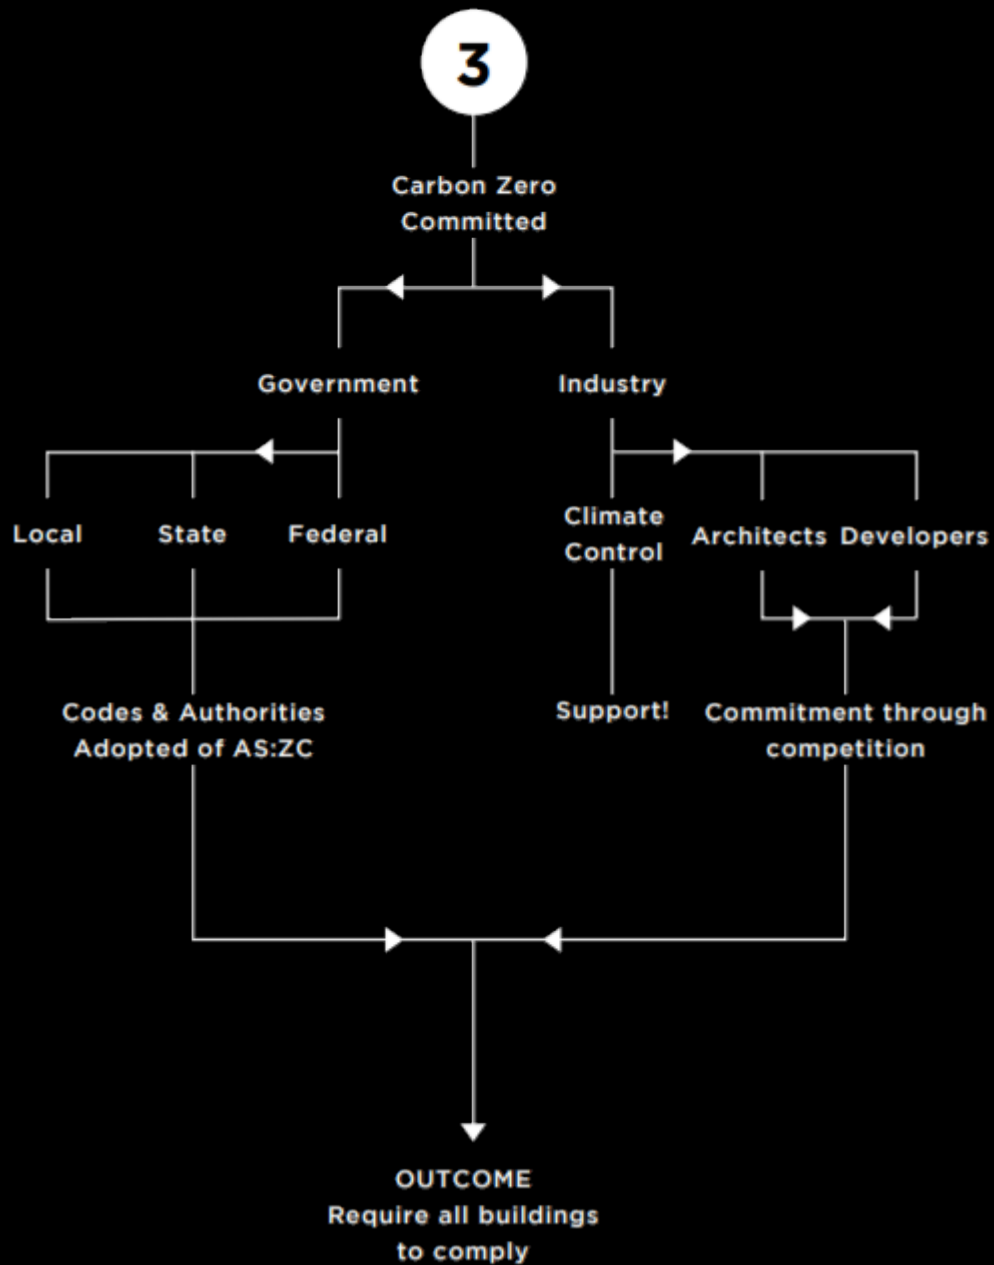 3
Carbon Zero
Committed
Government
Industry
Local
State
Federal
Climate
Control
Architects
Developers
Codes & Authorities
Adopted of AS:ZC
Support!
Commitment through
competition
OUTCOME
Require all buildings
to comply